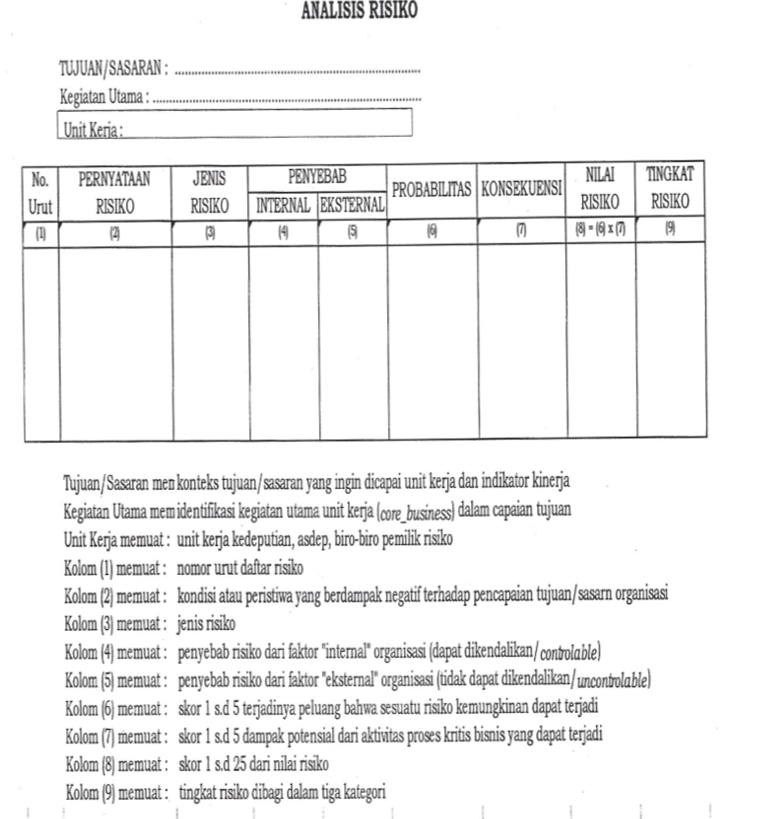 ANALISIS RISIKO
TUJUAN/SASARAN : ..........................................................................
Kegiatan Utama : .................................................................................
Unit Kerja :
No. Urut PERNYATAAN RISIKO JENIS RISIKO PENYEBAB INTERNAL EKSTERNAL PROBABILITAS KONSEKUENSI NILAI RISIKO TINGKAT RISIKO
(1) (2) (3) (4) (5) (6) (7) (8) = (6) x (7) (9)
Tujuan/Sasaran men konteks tujuan/sasaran yang ingin dicapai unit kerja dan indikator kinerja
Kegiatan Utama mem identifikasi kegiatan utama unit kerja (core_business) dalam capaian tujuan
Unit Kerja memuat : unit kerja kedeputian, asdep, biro-biro pemilik risiko
Kolom (1) memuat : nomor urut daftar risiko
Kolom (2) memuat : kondisi atau peristiwa yang berdampak negatif terhadap pencapaian tujuan/sasarn organisasi
Kolom (3) memuat : jenis risiko
Kolom (4) memuat : penyebab risiko dari faktor "internal" organisasi (dapat dikendalikan/controlable)
Kolom (5) memuat : penyebab risiko dari faktor "eksternal" organisasi (tidak dapat dikendalikan/uncontrolable)
Kolom (6) memuat : skor 1 s.d 5 terjadinya peluang bahwa sesuatu risiko kemungkinan dapat terjadi
Kolom (7) memuat : skor 1 s.d 5 dampak potensial dari aktivitas proses kritis bisnis yang dapat terjadi
Kolom (8) memuat : skor 1 s.d 25 dari nilai risiko
Kolom (9) memuat : tingkat risiko dibagi dalam tiga kategori